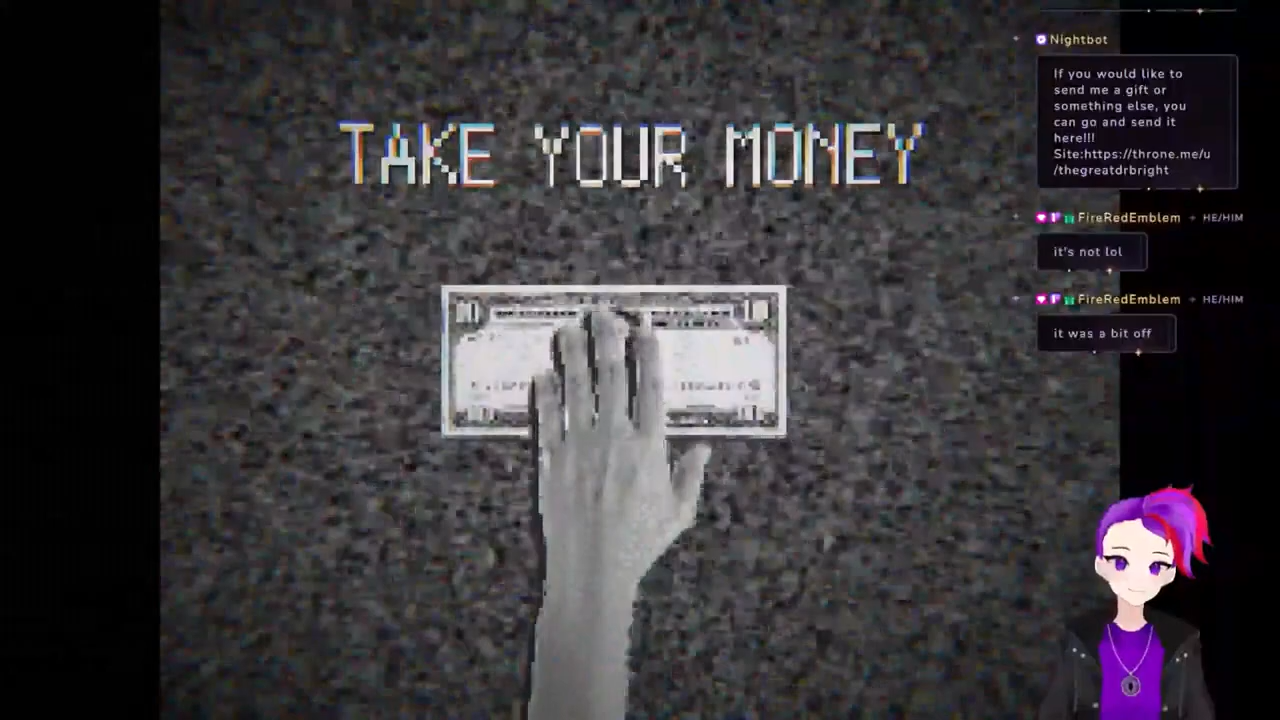 TAKE YOUR MONEY
Nightbot
If you would like to
send me a gift or
something else, you
can go and send it
here!!!
Site:https://throne.me/u
/thegreatdrbright
FireRedEmblem HE/HIM
it's not lol
FireRedEmblem HE/HIM
it was a bit off